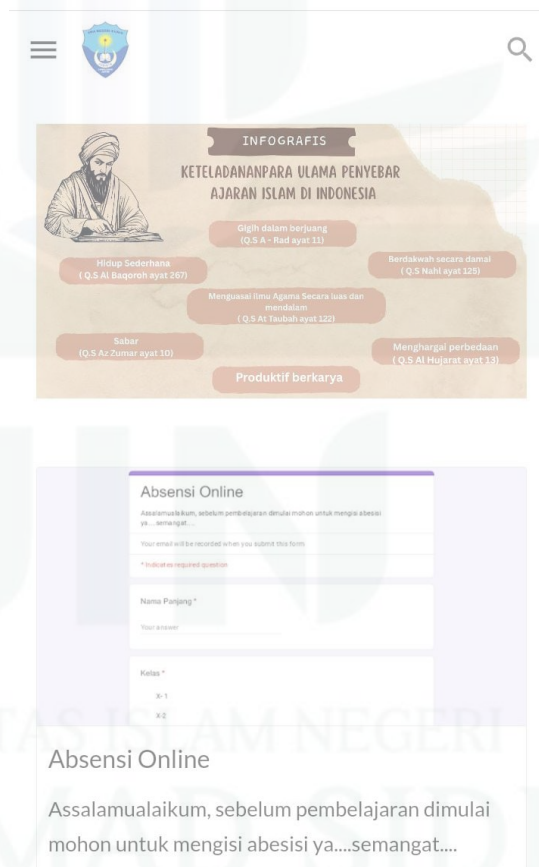 INFOGRAFIS
KETELADANANPARA ULAMA PENYEBAR
AJARAN ISLAM DI INDONESIA
Gigih dalam berjuang
(Q.S A - Rad ayat 11)
Hidup Sederhana
( Q.S Al Baqoroh ayat 267)
Berdakwah secara damai
( Q.S Nahl ayat 125)
Menguasai ilmu Agama Secara luas dan
mendalam
( Q.S At Taubah ayat 122)
Sabar
(Q.S Az Zumar ayat 10)
Menghargai perbedaan
( Q.S Al Hujarat ayat 13)
Produktif berkarya
Absensi Online
Assalamualaikum, sebelum pembelajaran dimulai mohon untuk mengisi abesisi
ya....semangat....
Your email will be recorded when you submit this form
* Indicates required question
Nama Panjang *
Your answer
Kelas *
X- 1
X-2
AS ISLAM NEGERI
Absensi Online
Assalamualaikum, sebelum pembelajaran dimulai
mohon untuk mengisi abesisi ya....semangat....